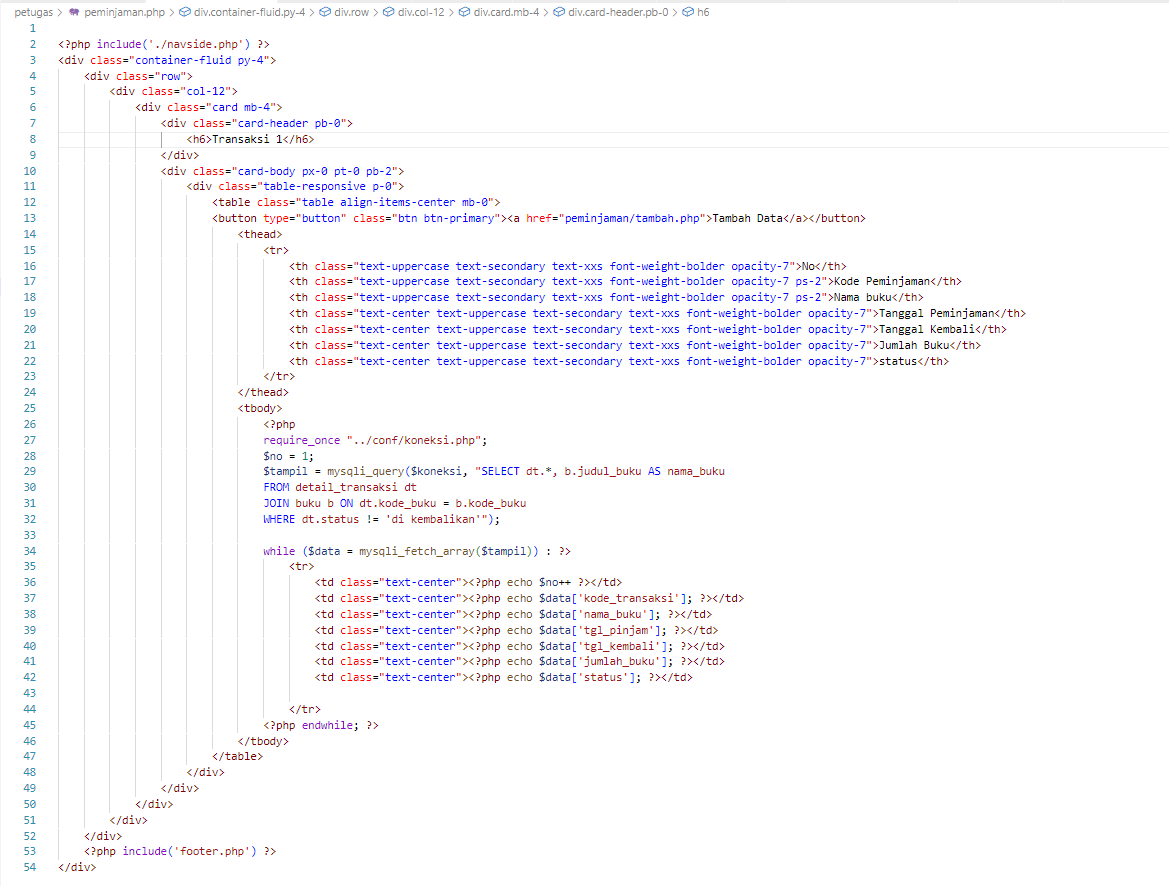 petugas > peminjaman.php > div.container-fluid.py-4 > div.row > div.col-12 > div.card.mb-4 > div.card-header.pb-0 > h6
1
2 <?php include('./navside.php') ?>
3 <div class="container-fluid py-4">
4 <div class="row">
5 <div class="col-12">
6 <div class="card mb-4">
7 <div class="card-header pb-0">
8 <h6>Transaksi 1</h6>
9 </div>
10 <div class="card-body px-0 pt-0 pb-2">
11 <div class="table-responsive p-0">
12 <table class="table align-items-center mb-0">
13 <button type="button" class="btn btn-primary"><a href="peminjaman/tambah.php">Tambah Data</a></button>
14 <thead>
15 <tr>
16 <th class="text-uppercase text-secondary text-xxs font-weight-bolder opacity-7">No</th>
17 <th class="text-uppercase text-secondary text-xxs font-weight-bolder opacity-7 ps-2">Kode Peminjaman</th>
18 <th class="text-uppercase text-secondary text-xxs font-weight-bolder opacity-7 ps-2">Nama buku</th>
19 <th class="text-center text-uppercase text-secondary text-xxs font-weight-bolder opacity-7">Tanggal Peminjaman</th>
20 <th class="text-center text-uppercase text-secondary text-xxs font-weight-bolder opacity-7">Tanggal Kembali</th>
21 <th class="text-center text-uppercase text-secondary text-xxs font-weight-bolder opacity-7">Jumlah Buku</th>
22 <th class="text-center text-uppercase text-secondary text-xxs font-weight-bolder opacity-7">status</th>
23 </tr>
24 </thead>
25 <tbody>
26 <?php
27 require_once "../conf/koneksi.php";
28 $no = 1;
29 $tampil = mysqli_query($koneksi, "SELECT dt.*, b.judul_buku AS nama_buku
30 FROM detail_transaksi dt
31 JOIN buku b ON dt.kode_buku = b.kode_buku
32 WHERE dt.status != 'di kembalikan'");
33
34 while ($data = mysqli_fetch_array($tampil)) : ?>
35 <tr>
36 <td class="text-center"><?php echo $no++ ?></td>
37 <td class="text-center"><?php echo $data['kode_transaksi']; ?></td>
38 <td class="text-center"><?php echo $data['nama_buku']; ?></td>
39 <td class="text-center"><?php echo $data['tgl_pinjam']; ?></td>
40 <td class="text-center"><?php echo $data['tgl_kembali']; ?></td>
41 <td class="text-center"><?php echo $data['jumlah_buku']; ?></td>
42 <td class="text-center"><?php echo $data['status']; ?></td>
43
44 </tr>
45 <?php endwhile; ?>
46 </tbody>
47 </table>
48 </div>
49 </div>
50 </div>
51 </div>
52 </div>
53 <?php include('footer.php') ?>
54 </div>